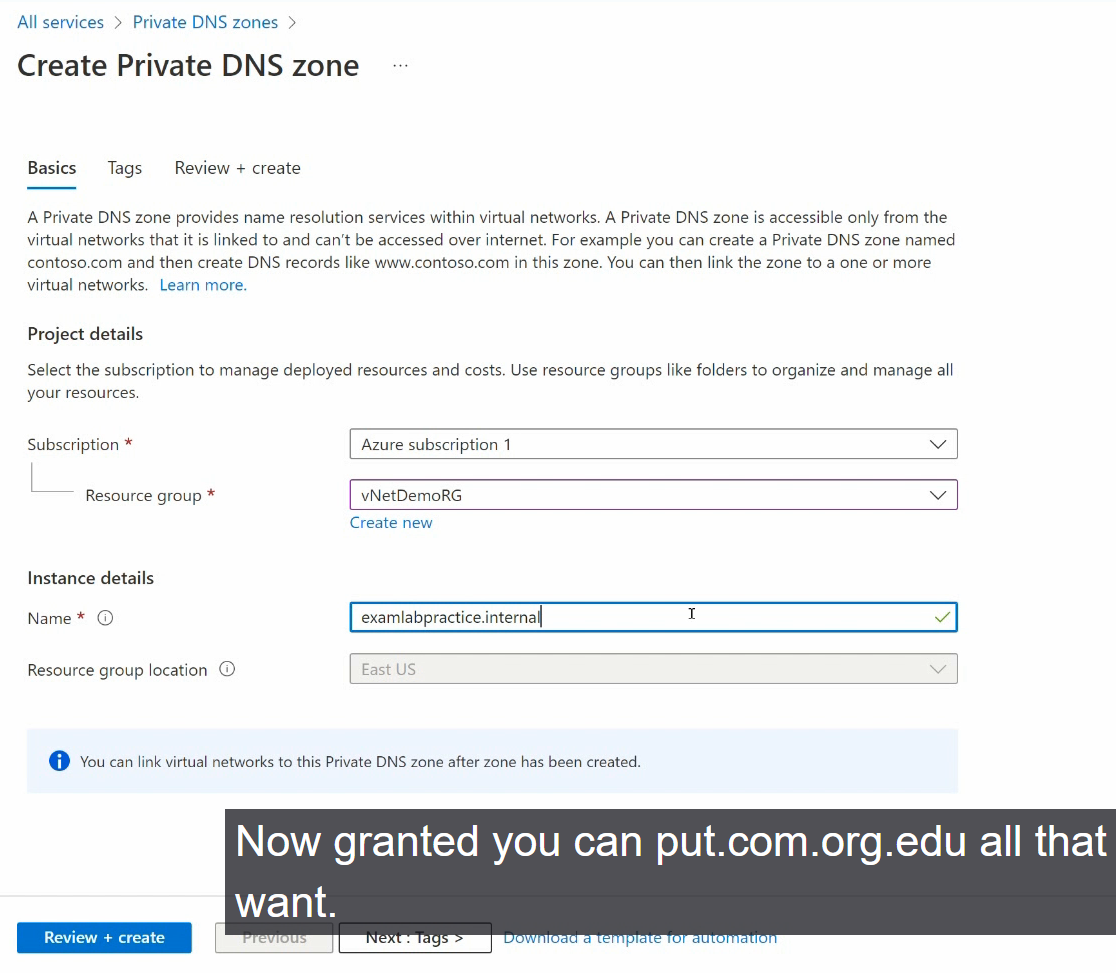 All services > Private DNS zones >
Create Private DNS zone ...
Basics Tags Review + create
A Private DNS zone provides name resolution services within virtual networks. A Private DNS zone is accessible only from the
virtual networks that it is linked to and can't be accessed over internet. For example you can create a Private DNS zone named
contoso.com and then create DNS records like www.contoso.com in this zone. You can then link the zone to a one or more
virtual networks. Learn more.
Project details
Select the subscription to manage deployed resources and costs. Use resource groups like folders to organize and manage all
your resources.
Subscription * Azure subscription 1
Resource group * vNetDemoRG
Create new
Instance details
Name * examlabpractice.internal
Resource group location East US
You can link virtual networks to this Private DNS zone after zone has been created.
Now granted you can put.com.org.edu all that
want.
Review + create Previous Next : Tags > Download a template for automation